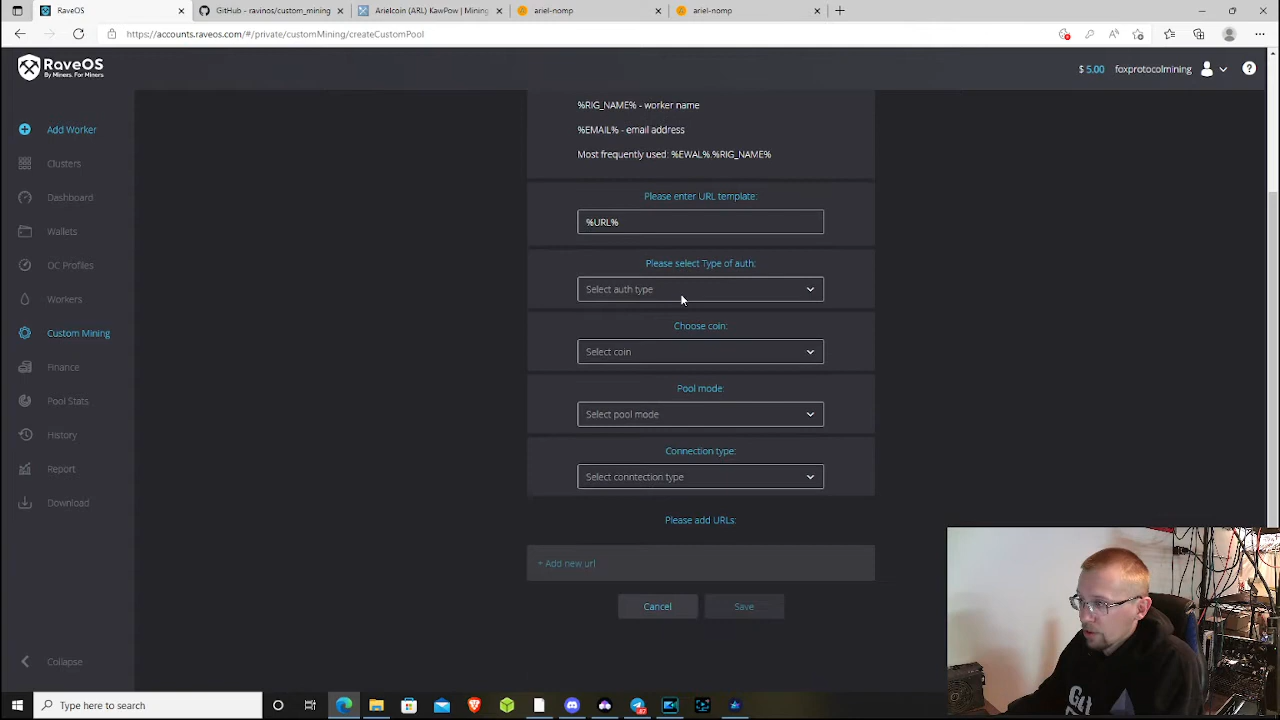 RaveOS
GitHub - ravinos/custom_mining
Arielcoin (ARL) KawPow | Mining
ariel-nomp
ariel-nomp
https://accounts.raveos.com/#/private/customMining/createCustomPool
RaveOS
By Miners. For Miners
$ 5.00
foxprotocolmining
Add Worker
Clusters
Dashboard
Wallets
OC Profiles
Workers
Custom Mining
Finance
Pool Stats
History
Report
Download
Collapse
%RIG_NAME% - worker name
%EMAIL% - email address
Most frequently used: %EWAL%.%RIG_NAME%
Please enter URL template:
%URL%
Please select Type of auth:
Select auth type
Choose coin:
Select coin
Pool mode:
Select pool mode
Connection type:
Select conntection type
Please add URLs:
+ Add new url
Cancel
Save
Type here to search